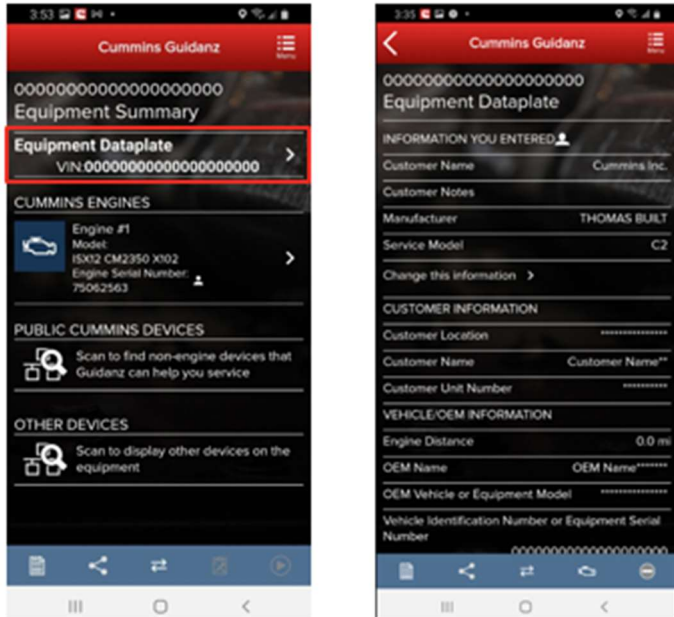 3:53
Cummins Guidanz
Menu
00000000000000000000
Equipment Summary
Equipment Dataplate
VIN:00000000000000000000
CUMMINS ENGINES
Engine #1
Model:
ISX12 CM2350 X102
Engine Serial Number:
75062563
PUBLIC CUMMINS DEVICES
Scan to find non-engine devices that
Guidanz can help you service
OTHER DEVICES
Scan to display other devices on the
equipment
3:35
Cummins Guidanz
Menu
00000000000000000000
Equipment Dataplate
INFORMATION YOU ENTERED
Customer Name Cummins Inc.
Customer Notes
Manufacturer THOMAS BUILT
Service Model C2
Change this information >
CUSTOMER INFORMATION
Customer Location ***************
Customer Name Customer Name**
Customer Unit Number **********
VEHICLE/OEM INFORMATION
Engine Distance 0.0 mi
OEM Name OEM Name*******
OEM Vehicle or Equipment Model ***************
Vehicle Identification Number or Equipment Serial
Number
00000000000000000000